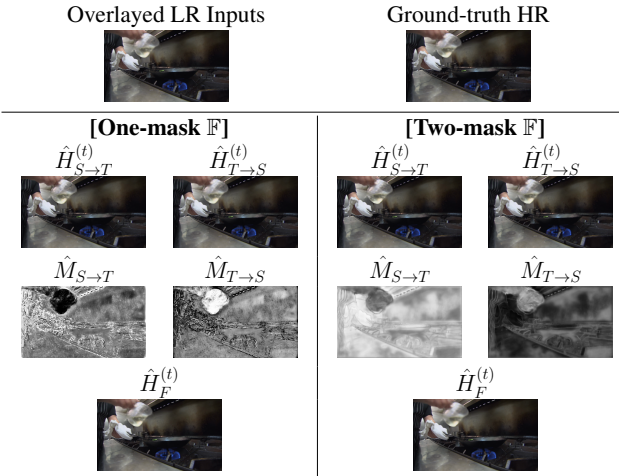 Overlayed LR Inputs Ground-truth HR
[One-mask 𝔽] [Two-mask 𝔽]
Ĥ_{S→T}^{(t)} Ĥ_{T→S}^{(t)} Ĥ_{S→T}^{(t)} Ĥ_{T→S}^{(t)}
M̂_{S→T} M̂_{T→S} M̂_{S→T} M̂_{T→S}
Ĥ_F^{(t)} Ĥ_F^{(t)}